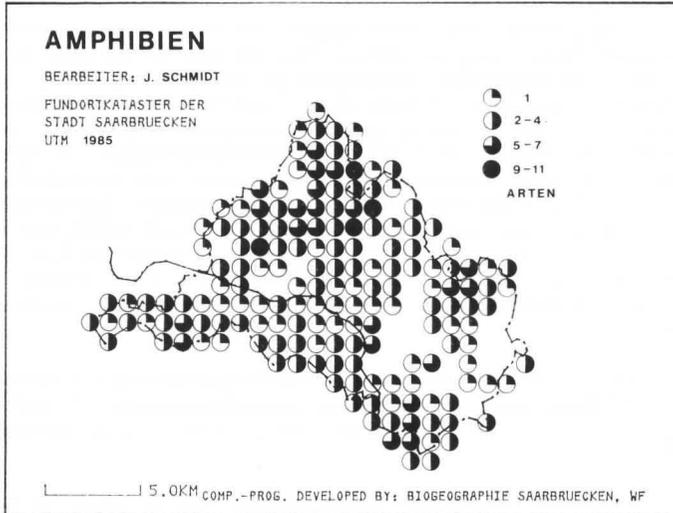 AMPHIBIEN
BEARBEITER: J. SCHMIDT
FUNDORTKATASTER DER
STADT SAARBRUECKEN
UTM 1985
1
2-4
5-7
9-11
ARTEN
5.0KM COMP.-PROG. DEVELOPED BY: BIOGEOGRAPHIE SAARBRUECKEN, WF